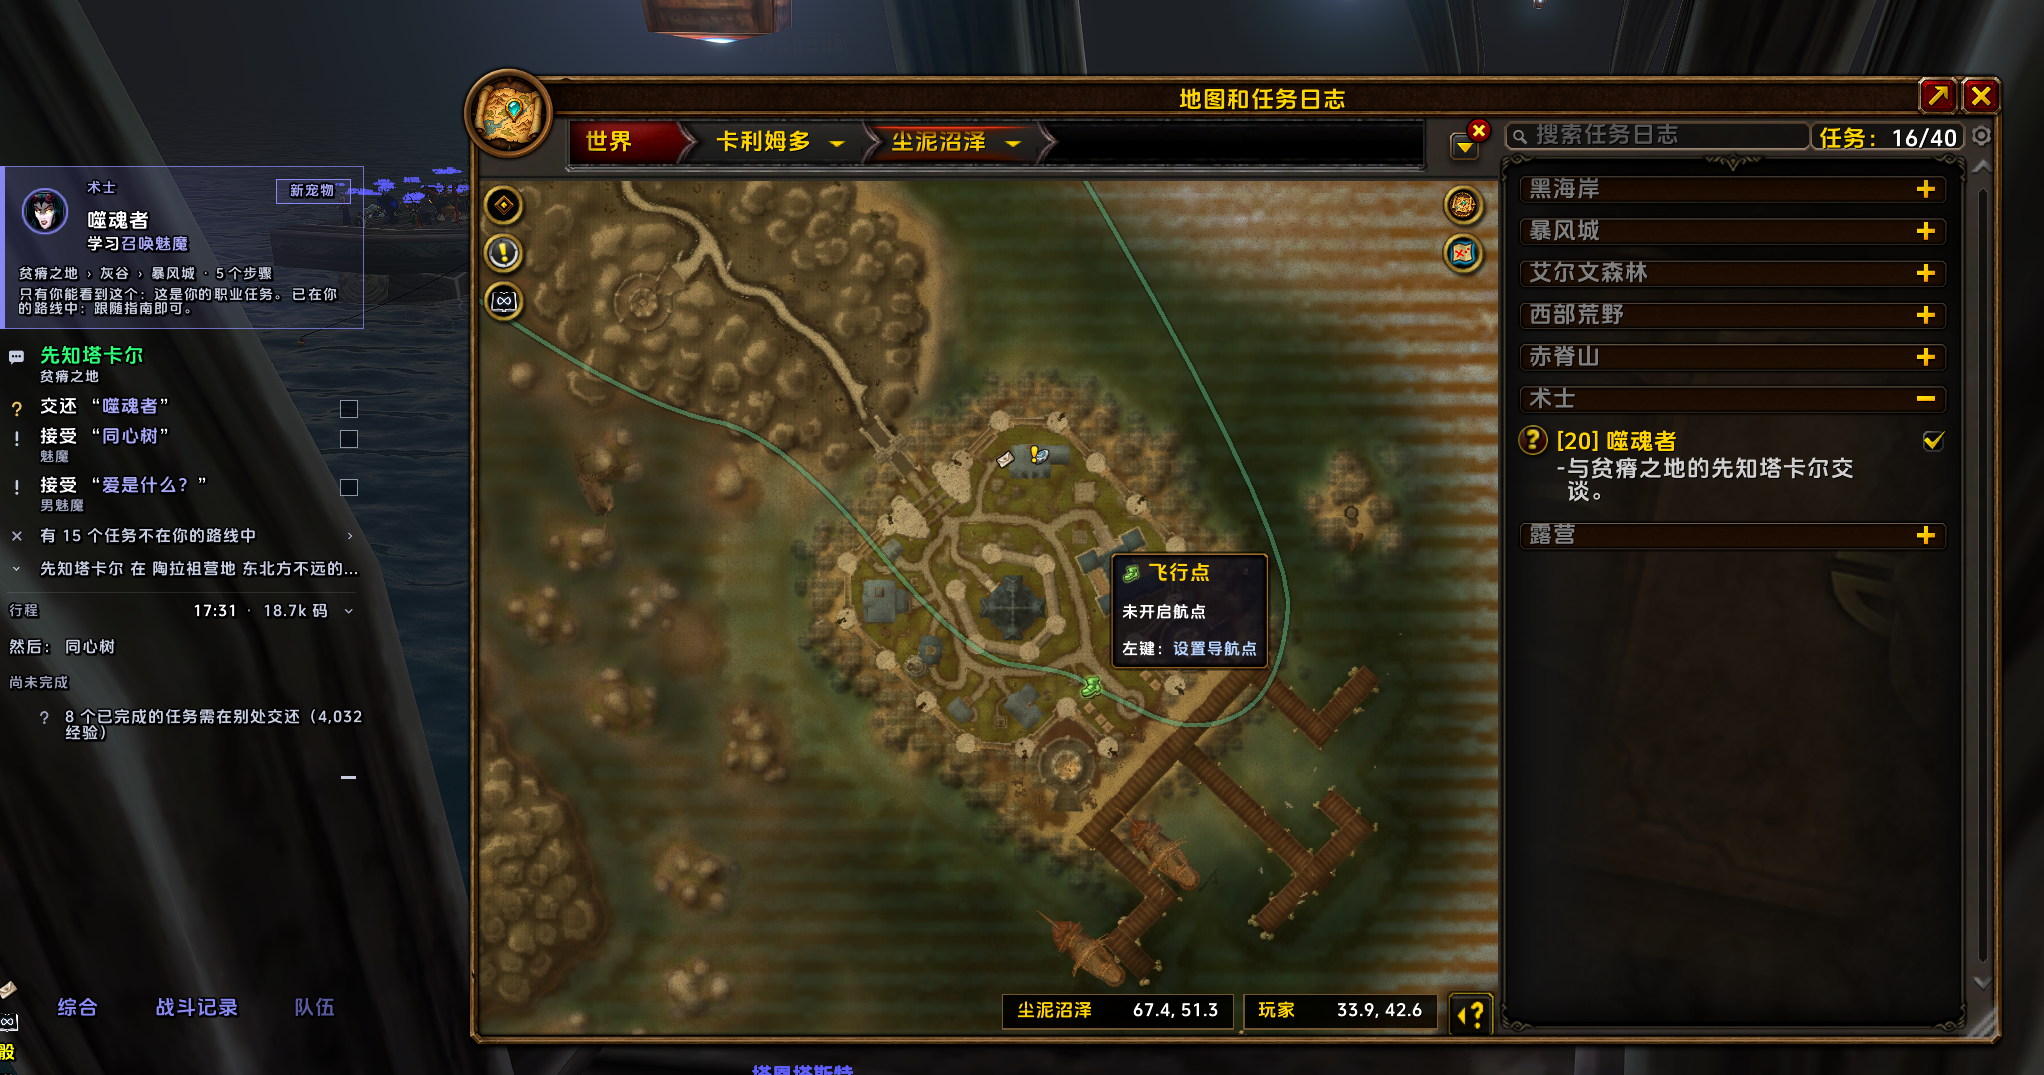 地图和任务日志
世界
卡利姆多
尘泥沼泽
搜索任务日志
任务： 16/40
术士
新宠物
噬魂者
学习召唤魅魔
贫瘠之地 › 灰谷 › 暴风城 · 5 个步骤
只有你能看到这个：这是你的职业任务。已在你
的路线中：跟随指南即可。
先知塔卡尔
贫瘠之地
交还 “噬魂者”
接受 “同心树”
魅魔
接受 “爱是什么？”
男魅魔
有 15 个任务不在你的路线中
先知塔卡尔 在 陶拉祖营地 东北方不远的...
行程
17:31 · 18.7k 码
然后： 同心树
尚未完成
? 8 个已完成的任务需在别处交还（4,032
经验）
综合
战斗记录
队伍
骰
飞行点
未开启航点
左键：设置导航点
尘泥沼泽 67.4, 51.3
玩家 33.9, 42.6
黑海岸
暴风城
艾尔文森林
西部荒野
赤脊山
术士
[20] 噬魂者
-与贫瘠之地的先知塔卡尔交
谈。
露营